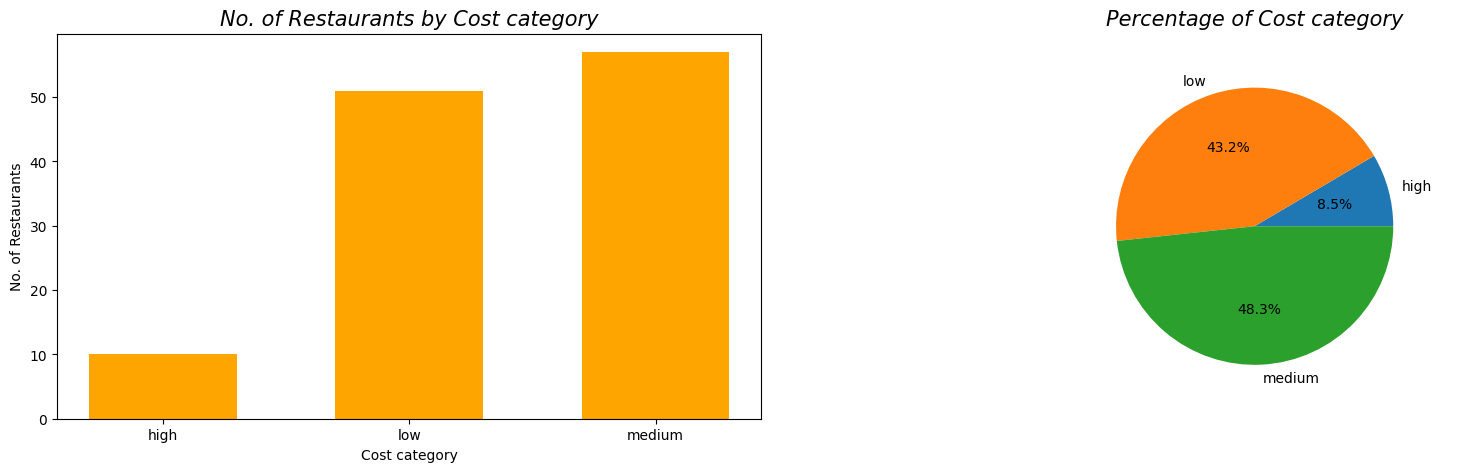 No. of Restaurants by Cost category
No. of Restaurants
50
40
30
20
10
0
high low medium
Cost category
Percentage of Cost category
low
43.2%
high
8.5%
48.3%
medium